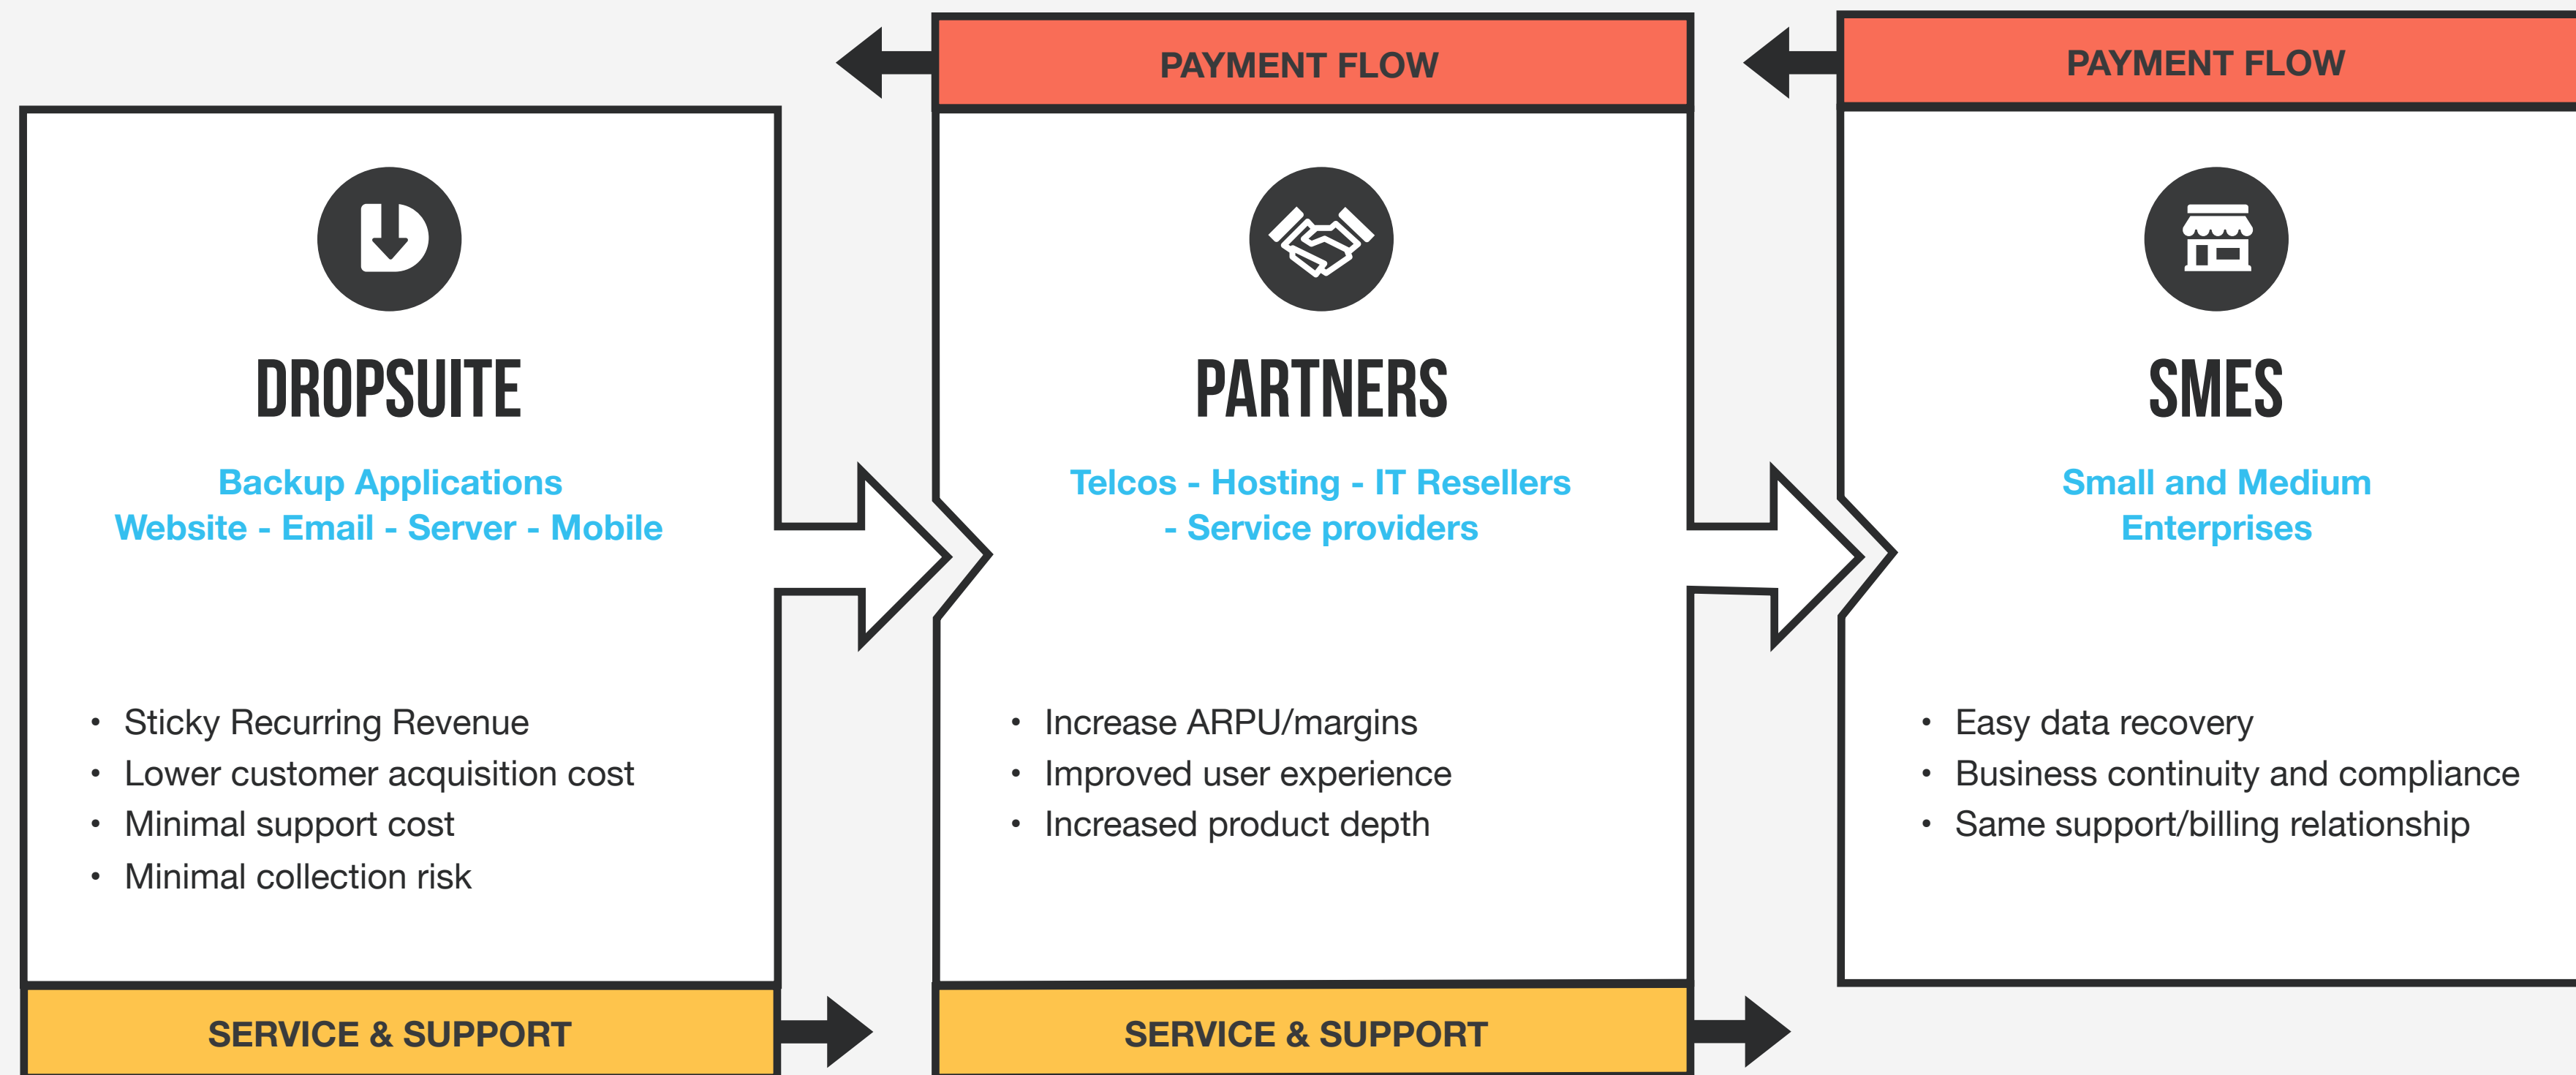 PAYMENT FLOW
PAYMENT FLOW
DROPSUITE
Backup Applications
Website - Email - Server - Mobile
• Sticky Recurring Revenue
• Lower customer acquisition cost
• Minimal support cost
• Minimal collection risk
SERVICE & SUPPORT
PARTNERS
Telcos - Hosting - IT Resellers
- Service providers
• Increase ARPU/margins
• Improved user experience
• Increased product depth
SERVICE & SUPPORT
SMES
Small and Medium
Enterprises
• Easy data recovery
• Business continuity and compliance
• Same support/billing relationship